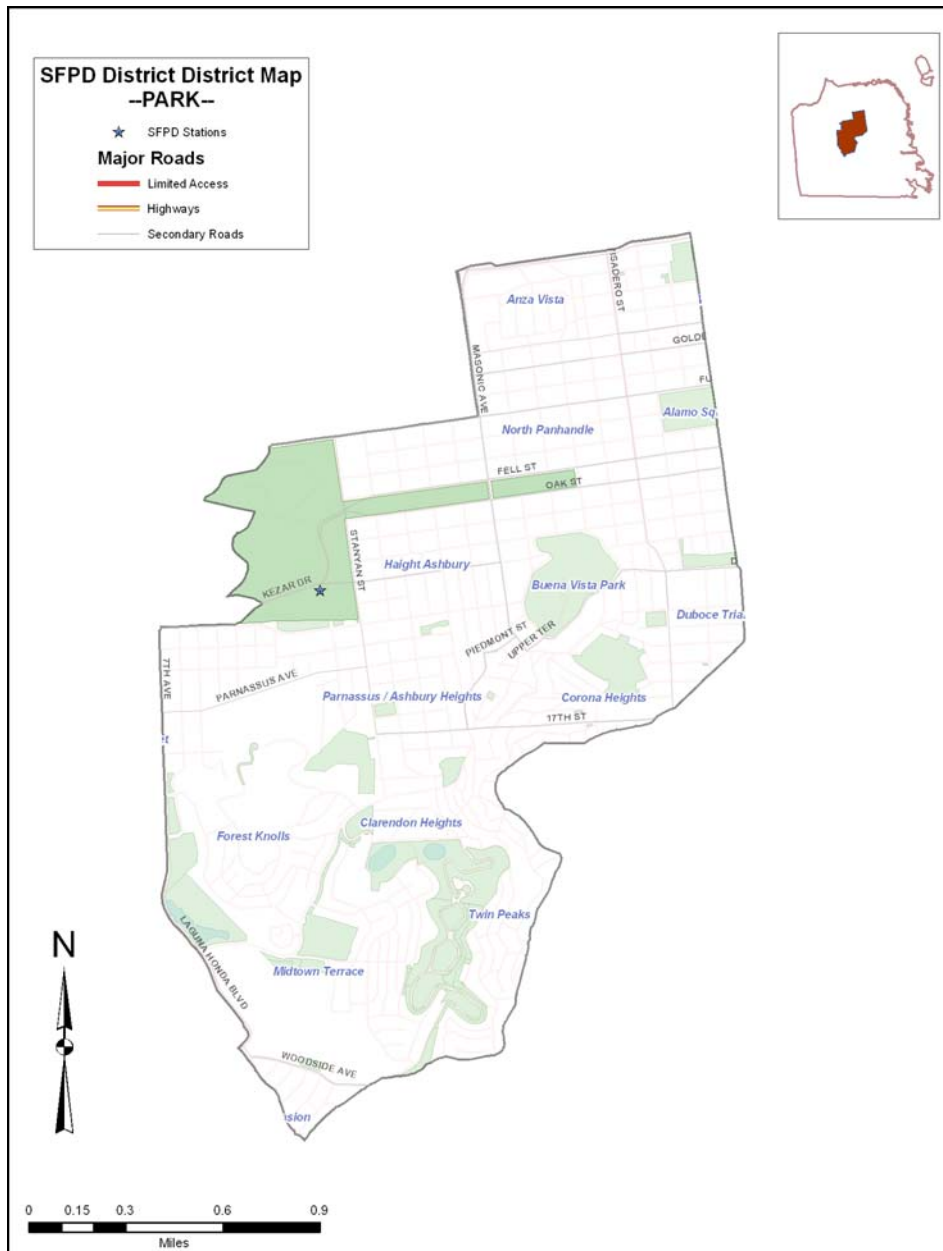 SFPD District District Map
--PARK--
SFPD Stations
Major Roads
Limited Access
Highways
Secondary Roads
Anza Vista
ISADERO ST
GOLDE
MASONIC AVE
FU
Alamo Sq.
North Panhandle
FELL ST
OAK ST
STANYAN ST
Haight Ashbury
KEZAR DR
Buena Vista Park
D
Duboce Tria.
PIEDMONT ST
UPPER TER
7TH AVE
PARNASSUS AVE
Parnassus / Ashbury Heights
Corona Heights
17TH ST
t
Forest Knolls
Clarendon Heights
Twin Peaks
LAGUNA HONDA BLVD
Midtown Terrace
WOODSIDE AVE
sion
N
0 0.15 0.3 0.6 0.9
Miles